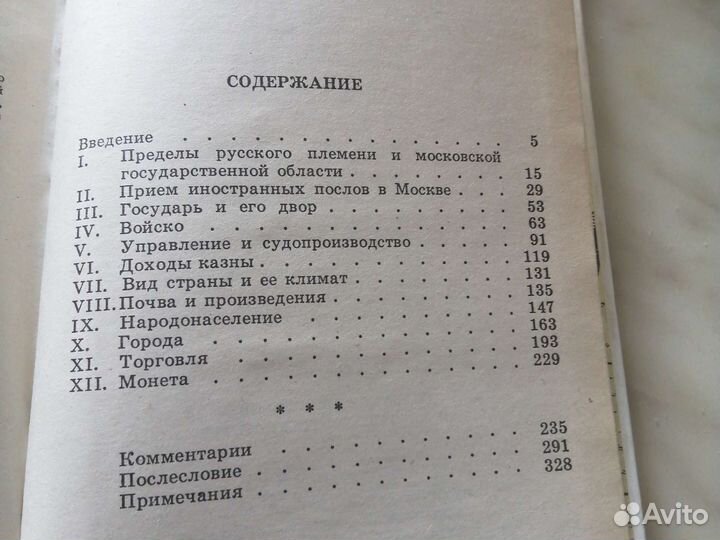 СОДЕРЖАНИЕ
Введение . . . . . . . . . . . . . . . 5
I. Пределы русского племени и московской
государственной области . . . . . . . 15
II. Прием иностранных послов в Москве . . . 29
III. Государь и его двор . . . . . . . . . 53
IV. Войско . . . . . . . . . . . . . 63
V. Управление и судопроизводство . . . . . 91
VI. Доходы казны . . . . . . . . . . . 119
VII. Вид страны и ее климат . . . . . . . 131
VIII. Почва и произведения . . . . . . . . 135
IX. Народонаселение . . . . . . . . . . 147
X. Города . . . . . . . . . . . . . 163
XI. Торговля . . . . . . . . . . . . . 193
XII. Монета . . . . . . . . . . . . . 229
* * *
Комментарии . . . . . . . . . . . 235
Послесловие . . . . . . . . . . . 291
Примечания . . . . . . . . . . . 328
Avito